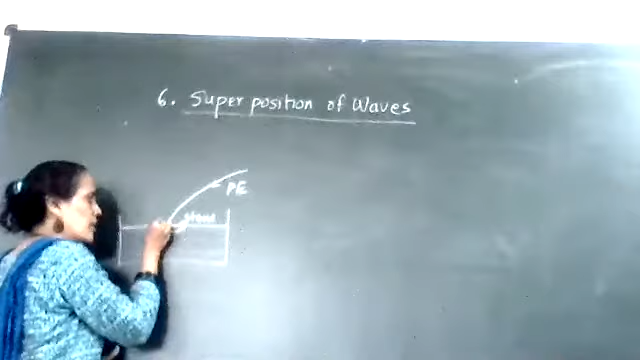 6. Super position of Waves
PE